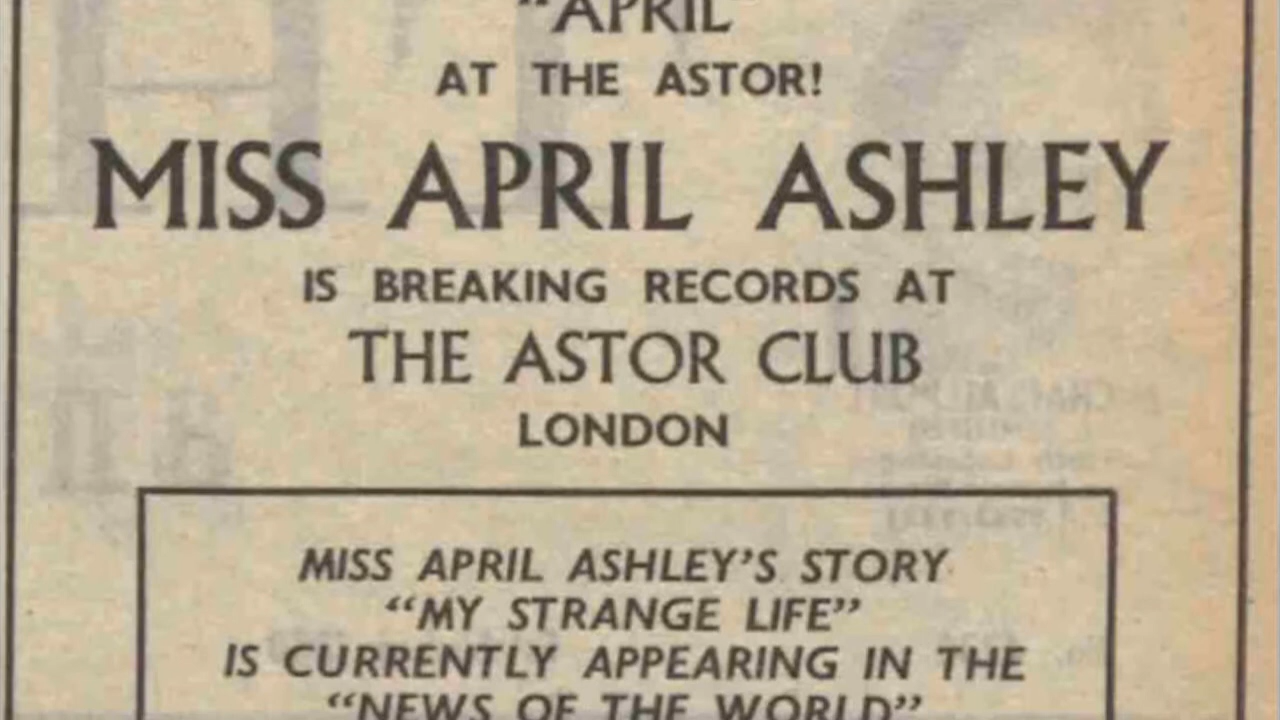 “APRIL”
AT THE ASTOR!
MISS APRIL ASHLEY
IS BREAKING RECORDS AT
THE ASTOR CLUB
LONDON
MISS APRIL ASHLEY’S STORY
“MY STRANGE LIFE”
IS CURRENTLY APPEARING IN THE
“NEWS OF THE WORLD”